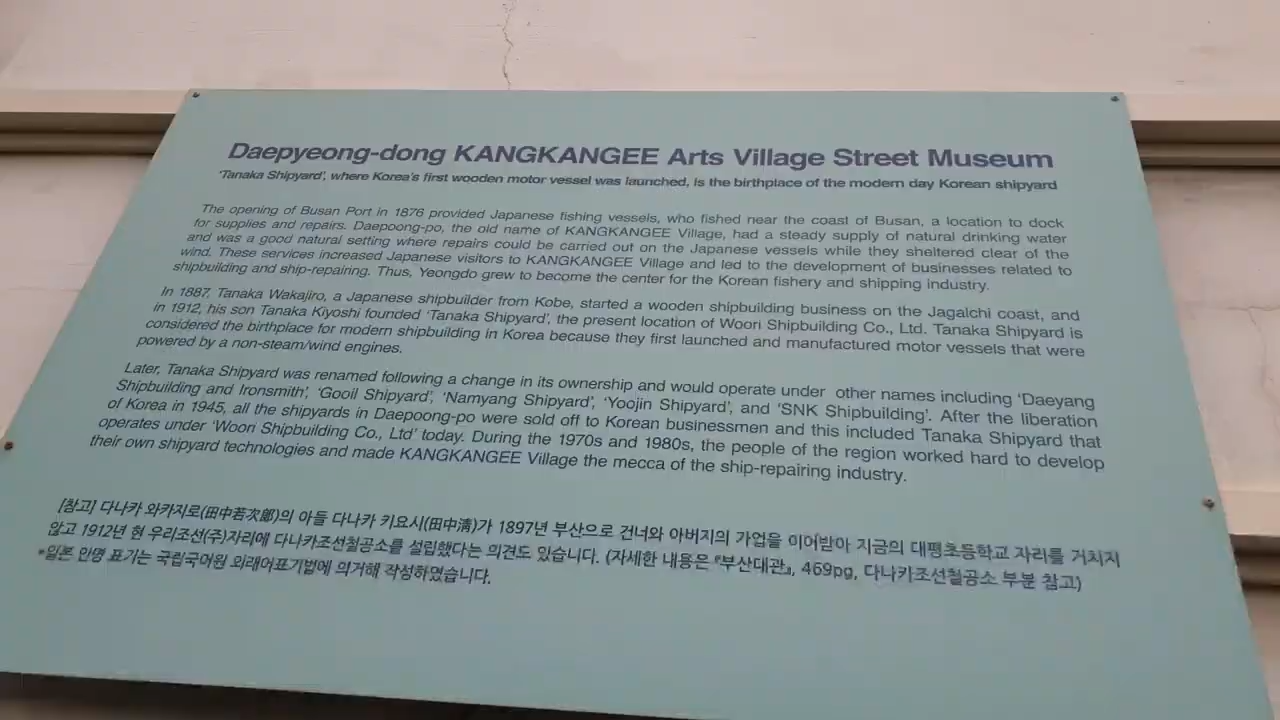 Daepyeong-dong KANGKANGEE Arts Village Street Museum
'Tanaka Shipyard', where Korea's first wooden motor vessel was launched, is the birthplace of the modern day Korean shipyard
The opening of Busan Port in 1876 provided Japanese fishing vessels, who fished near the coast of Busan, a location to dock
for supplies and repairs. Daepoong-po, the old name of KANGKANGEE Village, had a steady supply of natural drinking water
and was a good natural setting where repairs could be carried out on the Japanese vessels while they sheltered clear of the
wind. These services increased Japanese visitors to KANGKANGEE Village and led to the development of businesses related to
shipbuilding and ship-repairing. Thus, Yeongdo grew to become the center for the Korean fishery and shipping industry.
In 1887, Tanaka Wakajiro, a Japanese shipbuilder from Kobe, started a wooden shipbuilding business on the Jagalchi coast, and
in 1912, his son Tanaka Kiyoshi founded 'Tanaka Shipyard', the present location of Woori Shipbuilding Co., Ltd. Tanaka Shipyard is
considered the birthplace for modern shipbuilding in Korea because they first launched and manufactured motor vessels that were
powered by a non-steam/wind engines.
Later, Tanaka Shipyard was renamed following a change in its ownership and would operate under other names including 'Daeyang
Shipbuilding and Ironsmith', 'Gooil Shipyard', 'Namyang Shipyard', 'Yoojin Shipyard', and 'SNK Shipbuilding'. After the liberation
of Korea in 1945, all the shipyards in Daepoong-po were sold off to Korean businessmen and this included Tanaka Shipyard that
operates under 'Woori Shipbuilding Co., Ltd' today. During the 1970s and 1980s, the people of the region worked hard to develop
their own shipyard technologies and made KANGKANGEE Village the mecca of the ship-repairing industry.
[참고] 다나카 와카지로(田中若次郞)의 아들 다나카 키요시(田中淸)가 1897년 부산으로 건너와 아버지의 가업을 이어받아 지금의 대평초등학교 자리를 거치지
않고 1912년 현 우리조선(주)자리에 다나카조선철공소를 설립했다는 의견도 있습니다. (자세한 내용은 『부산대관』, 469pg, 다나카조선철공소 부분 참고)
*일본 인명 표기는 국립국어원 외래어표기법에 의거해 작성하였습니다.